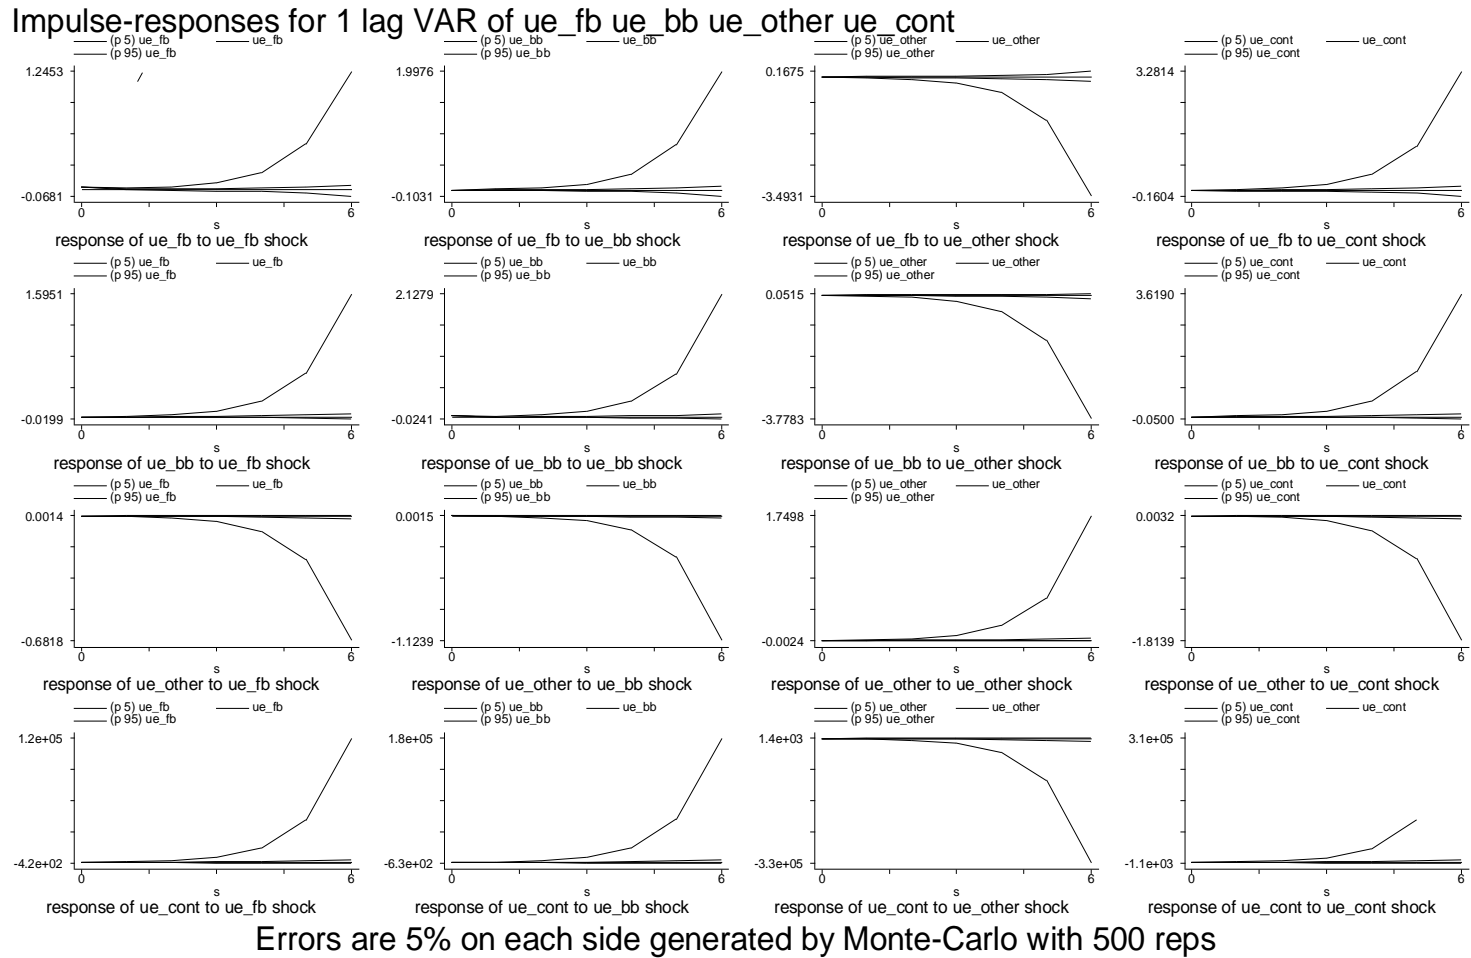 Impulse-responses for 1 lag VAR of ue_fb ue_bb ue_other ue_cont
(p 5) ue_fb ue_fb
(p 95) ue_fb
1.2453
-0.0681
0 6
s
response of ue_fb to ue_fb shock
(p 5) ue_bb ue_bb
(p 95) ue_bb
1.9976
-0.1031
0 6
s
response of ue_fb to ue_bb shock
(p 5) ue_other ue_other
(p 95) ue_other
0.1675
-3.4931
0 6
s
response of ue_fb to ue_other shock
(p 5) ue_cont ue_cont
(p 95) ue_cont
3.2814
-0.1604
0 6
s
response of ue_fb to ue_cont shock
(p 5) ue_fb ue_fb
(p 95) ue_fb
1.5951
-0.0199
0 6
s
response of ue_bb to ue_fb shock
(p 5) ue_bb ue_bb
(p 95) ue_bb
2.1279
-0.0241
0 6
s
response of ue_bb to ue_bb shock
(p 5) ue_other ue_other
(p 95) ue_other
0.0515
-3.7783
0 6
s
response of ue_bb to ue_other shock
(p 5) ue_cont ue_cont
(p 95) ue_cont
3.6190
-0.0500
0 6
s
response of ue_bb to ue_cont shock
(p 5) ue_fb ue_fb
(p 95) ue_fb
0.0014
-0.6818
0 6
s
response of ue_other to ue_fb shock
(p 5) ue_bb ue_bb
(p 95) ue_bb
0.0015
-1.1239
0 6
s
response of ue_other to ue_bb shock
(p 5) ue_other ue_other
(p 95) ue_other
1.7498
-0.0024
0 6
s
response of ue_other to ue_other shock
(p 5) ue_cont ue_cont
(p 95) ue_cont
0.0032
-1.8139
0 6
s
response of ue_other to ue_cont shock
(p 5) ue_fb ue_fb
(p 95) ue_fb
1.2e+05
-4.2e+02
0 6
s
response of ue_cont to ue_fb shock
(p 5) ue_bb ue_bb
(p 95) ue_bb
1.8e+05
-6.3e+02
0 6
s
response of ue_cont to ue_bb shock
(p 5) ue_other ue_other
(p 95) ue_other
1.4e+03
-3.3e+05
0 6
s
response of ue_cont to ue_other shock
(p 5) ue_cont ue_cont
(p 95) ue_cont
3.1e+05
-1.1e+03
0 6
s
response of ue_cont to ue_cont shock
Errors are 5% on each side generated by Monte-Carlo with 500 reps